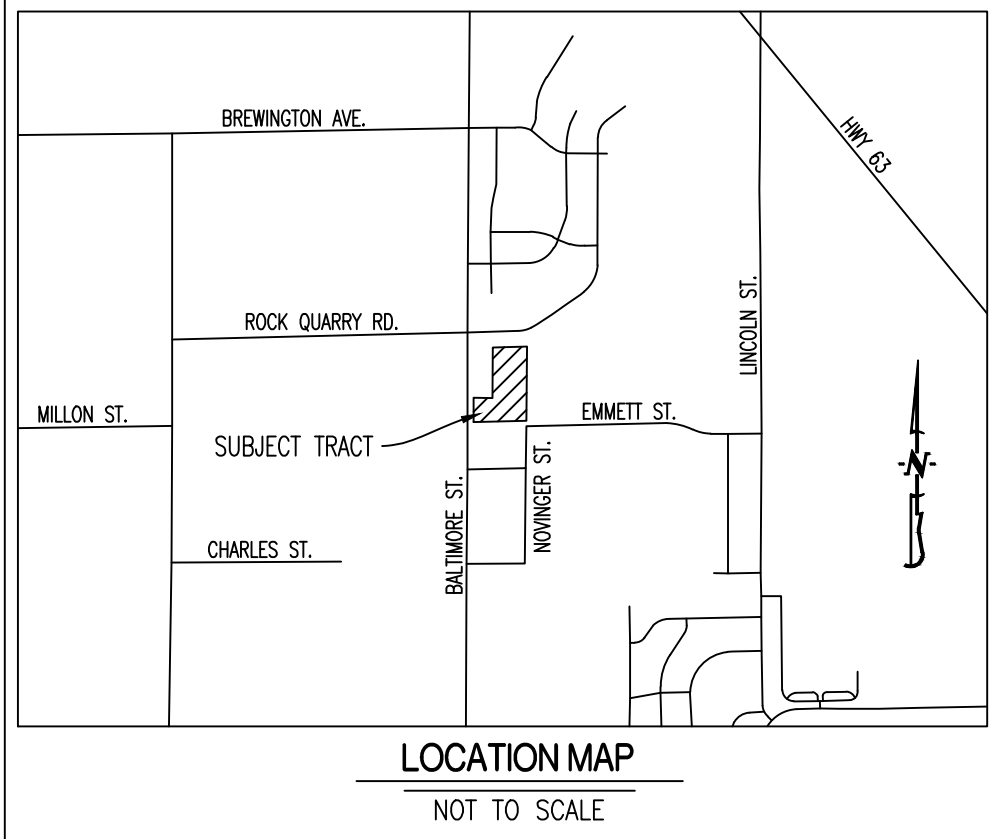 BREWINGTON AVE.
HWY 63
LINCOLN ST.
ROCK QUARRY RD.
MILLON ST.
EMMETT ST.
SUBJECT TRACT
N
BALTIMORE ST.
NOVINGER ST.
CHARLES ST.
LOCATION MAP
NOT TO SCALE